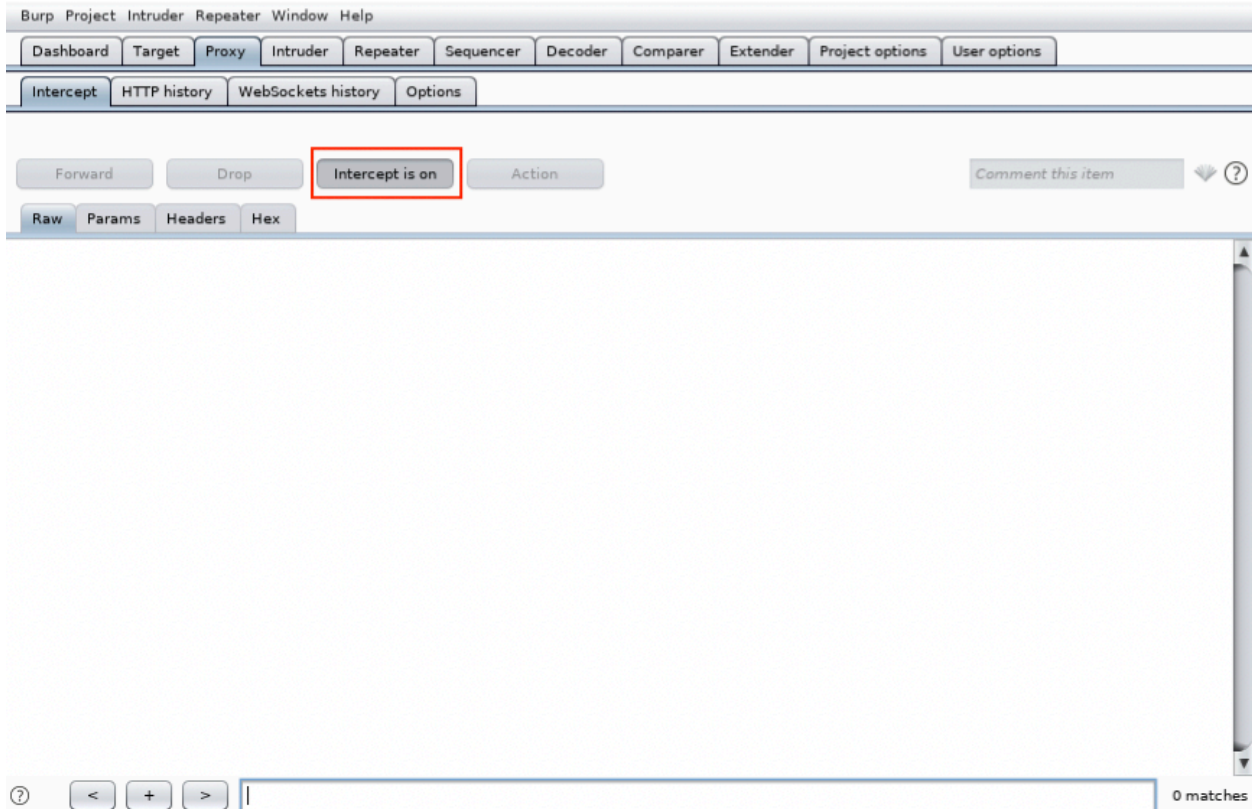 Burp Project Intruder Repeater Window Help
Dashboard Target Proxy Intruder Repeater Sequencer Decoder Comparer Extender Project options User options
Intercept HTTP history WebSockets history Options
Forward Drop Intercept is on Action Comment this item ?
Raw Params Headers Hex
? < + > 0 matches